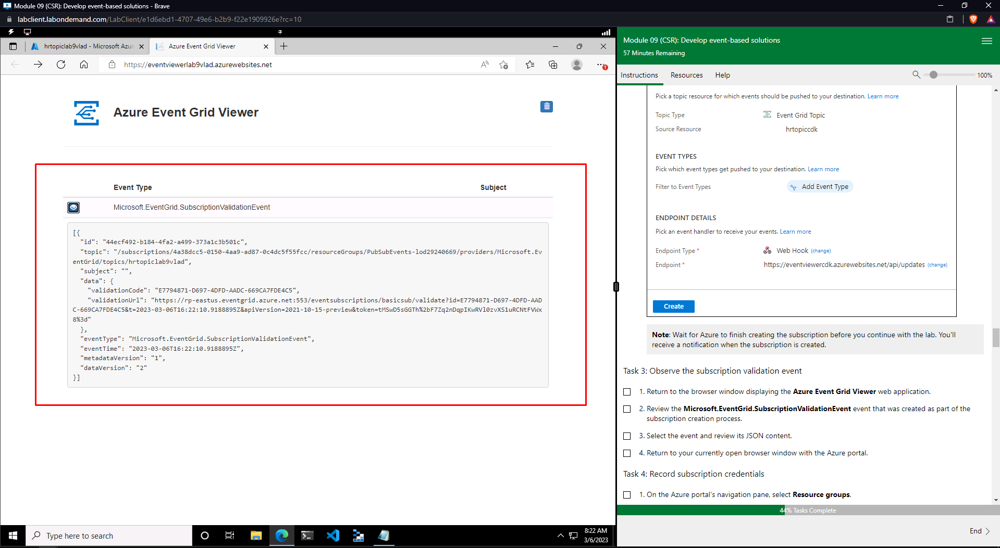 Module 09 (CSR): Develop event-based solutions - Brave
labclient.labondemand.com/LabClient/e1d6ebd1-4707-49e6-b2b9-f22e1909926e?rc=10
hrtopiclab9vlad - Microsoft Azur
Azure Event Grid Viewer
https://eventviewerlab9vlad.azurewebsites.net
Azure Event Grid Viewer
Event Type Subject
Microsoft.EventGrid.SubscriptionValidationEvent
[{
"id": "44ecf492-b184-4fa2-a499-373a1c3b501c",
"topic": "/subscriptions/4a38dcc5-0150-4aa9-ad87-0c4dc5f55fcc/resourceGroups/PubSubEvents-lod29240669/providers/Microsoft.Ev
entGrid/topics/hrtopiclab9vlad",
"subject": "",
"data": {
"validationCode": "E7794871-D697-4DFD-AADC-669CA7FDE4C5",
"validationUrl": "https://rp-eastus.eventgrid.azure.net:553/eventsubscriptions/basicsub/validate?id=E7794871-D697-4DFD-AAD
C-669CA7FDE4C5&t=2023-03-06T16:22:10.9188895Z&apiVersion=2021-10-15-preview&token=tMSwD5sGGTh%2bF7Zq2nDqpIKwRVl0zvXS1uRCNtFVWx
8%3d"
},
"eventType": "Microsoft.EventGrid.SubscriptionValidationEvent",
"eventTime": "2023-03-06T16:22:10.9188895Z",
"metadataVersion": "1",
"dataVersion": "2"
}]
Type here to search
8:22 AM
3/6/2023
Module 09 (CSR): Develop event-based solutions
57 Minutes Remaining
Instructions Resources Help 100%
Pick a topic resource for which events should be pushed to your destination. Learn more
Topic Type Event Grid Topic
Source Resource hrtopiccdk
EVENT TYPES
Pick which event types get pushed to your destination. Learn more
Filter to Event Types Add Event Type
ENDPOINT DETAILS
Pick an event handler to receive your events. Learn more
Endpoint Type * Web Hook (change)
Endpoint * https://eventviewercdk.azurewebsites.net/api/updates (change)
Create
Note: Wait for Azure to finish creating the subscription before you continue with the lab. You'll
receive a notification when the subscription is created.
Task 3: Observe the subscription validation event
1. Return to the browser window displaying the Azure Event Grid Viewer web application.
2. Review the Microsoft.EventGrid.SubscriptionValidationEvent event that was created as part of the
subscription creation process.
3. Select the event and review its JSON content.
4. Return to your currently open browser window with the Azure portal.
Task 4: Record subscription credentials
1. On the Azure portal's navigation pane, select Resource groups.
44% Tasks Complete
End